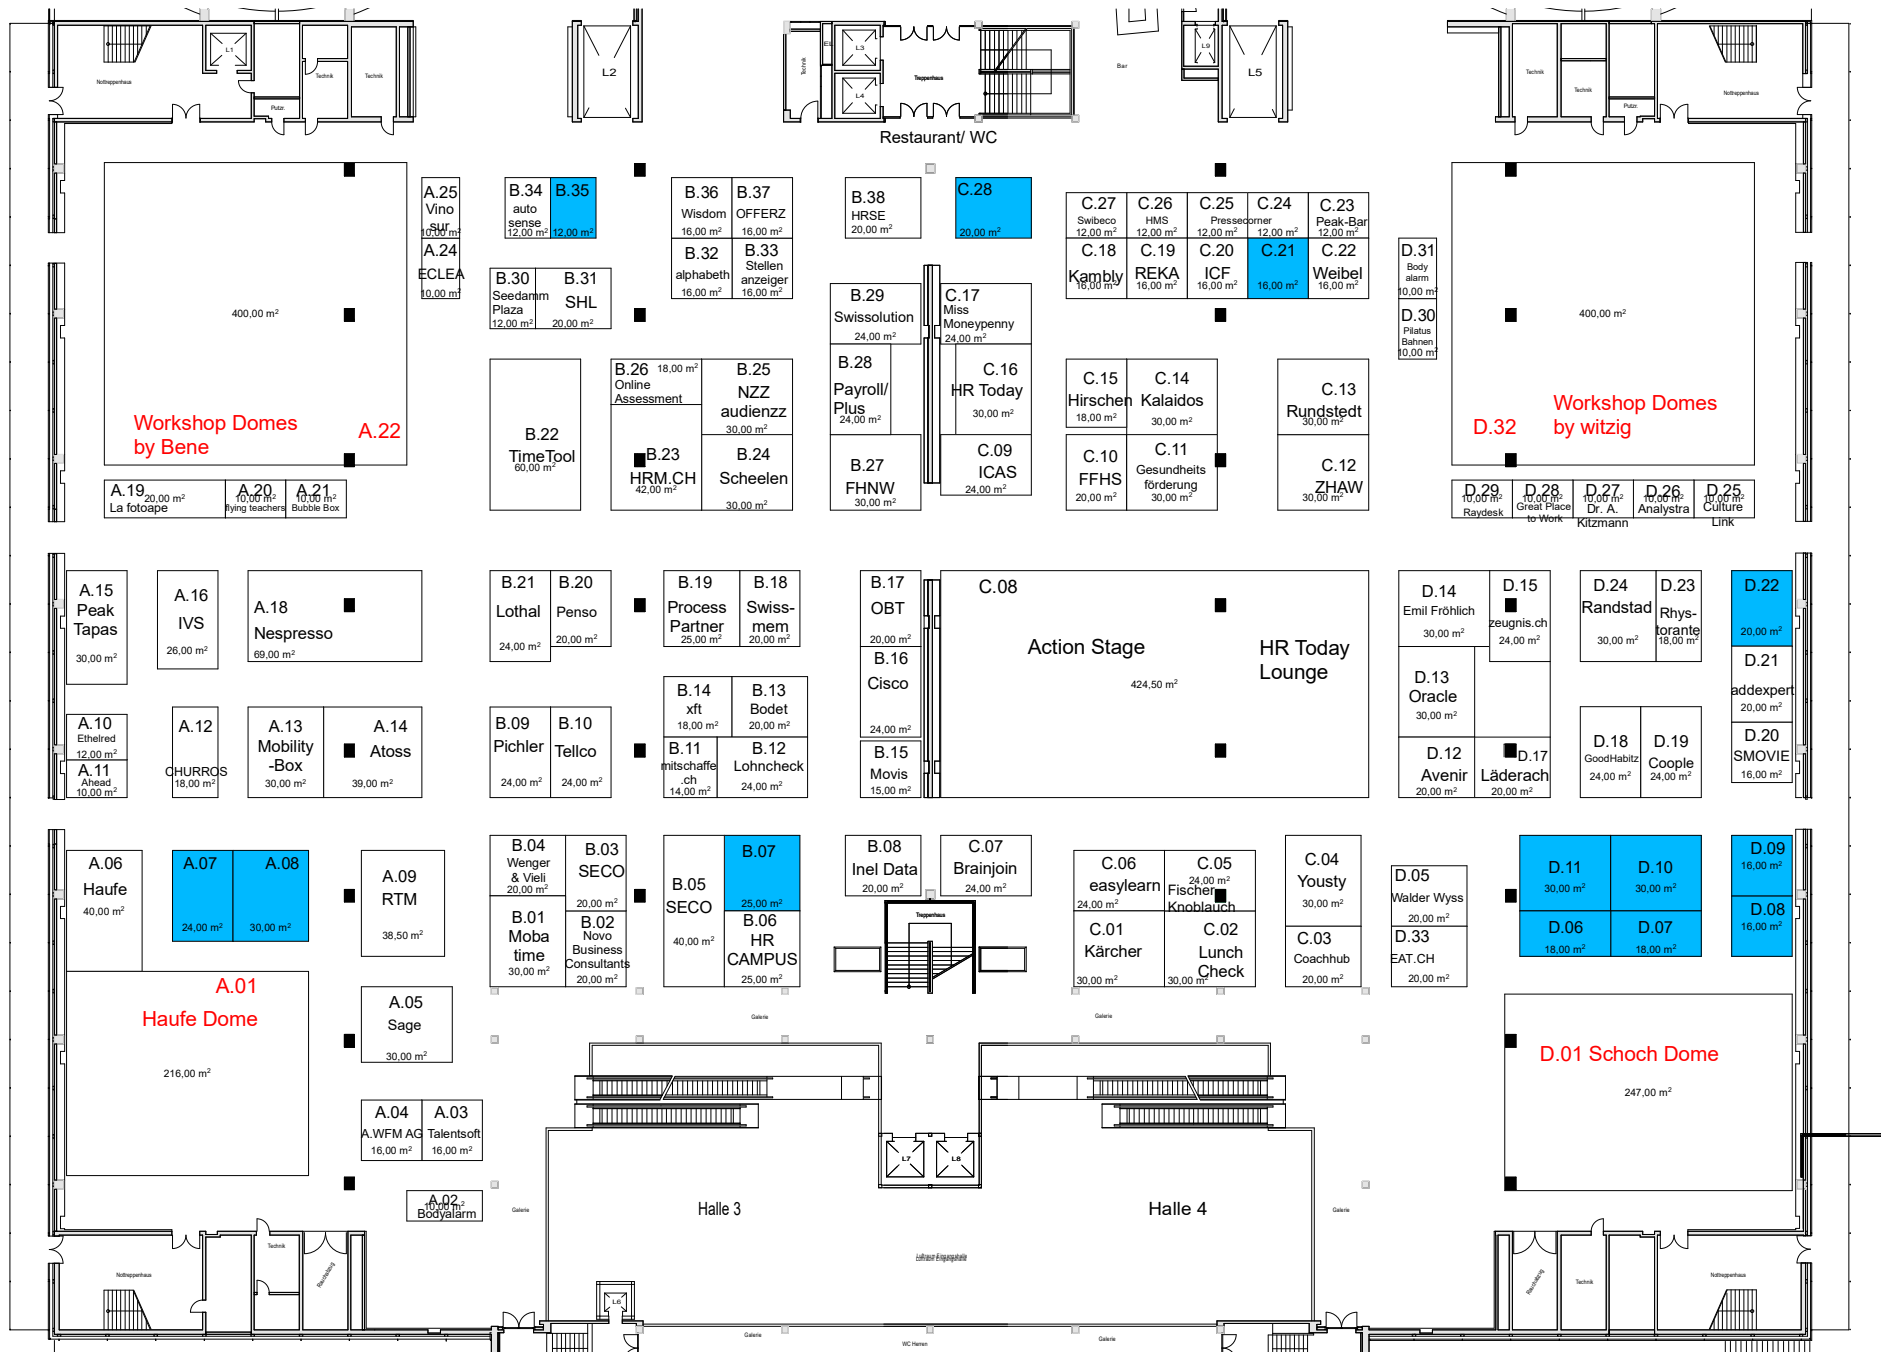 Nottreppenhaus
L1
Putzr.
Technik
Technik
L2
Technik
EL
L3
L4
Treppenhaus
Bar
L9
L5
Technik
Technik
Putzr.
Nottreppenhaus
Restaurant/ WC
400,00 m²
Workshop Domes
by Bene
A.22
A.25
Vino
sur
10,00 m²
A.24
ECLEA
10,00 m²
B.34
auto
sense
12,00 m²
B.35
12,00 m²
B.36
Wisdom
16,00 m²
B.37
OFFERZ
16,00 m²
B.32
alphabeth
16,00 m²
B.33
Stellen
anzeiger
16,00 m²
B.30
Seedamm
Plaza
12,00 m²
B.31
SHL
20,00 m²
B.38
HRSE
20,00 m²
C.28
20,00 m²
C.27
Swibeco
12,00 m²
C.26
HMS
12,00 m²
C.25
C.24
Pressecorner
12,00 m²
12,00 m²
C.23
Peak-Bar
12,00 m²
C.18
Kambly
16,00 m²
C.19
REKA
16,00 m²
C.20
ICF
16,00 m²
C.21
16,00 m²
C.22
Weibel
16,00 m²
D.31
Body
alarm
10,00 m²
D.30
Pilatus
Bahnen
10,00 m²
400,00 m²
Workshop Domes
by witzig
D.32
B.29
Swissolution
24,00 m²
C.17
Miss
Moneypenny
24,00 m²
B.22
TimeTool
60,00 m²
B.26
18,00 m²
Online
Assessment
B.25
NZZ
audienzz
30,00 m²
B.23
HRM.CH
42,00 m²
B.24
Scheelen
30,00 m²
B.28
Payroll/
Plus
24,00 m²
C.16
HR Today
30,00 m²
B.27
FHNW
30,00 m²
C.09
ICAS
24,00 m²
C.15
Hirschen
18,00 m²
C.14
Kalaidos
30,00 m²
C.13
Rundstedt
30,00 m²
C.10
FFHS
20,00 m²
C.11
Gesundheits
förderung
30,00 m²
C.12
ZHAW
30,00 m²
A.19
20,00 m²
La fotoape
A.20
10,00 m²
flying teachers
A.21
10,00 m²
Bubble Box
D.29
10,00 m²
Raydesk
D.28
10,00 m²
Great Place
to Work
D.27
10,00 m²
Dr. A.
Kitzmann
D.26
10,00 m²
Analystra
D.25
10,00 m²
Culture
Link
A.15
Peak
Tapas
30,00 m²
A.16
IVS
26,00 m²
A.18
Nespresso
69,00 m²
B.21
Lothal
24,00 m²
B.20
Penso
20,00 m²
B.19
Process
Partner
25,00 m²
B.18
Swiss-
mem
20,00 m²
B.17
OBT
20,00 m²
B.16
Cisco
24,00 m²
B.15
Movis
15,00 m²
C.08
Action Stage
HR Today
Lounge
424,50 m²
D.14
Emil Fröhlich
30,00 m²
D.15
zeugnis.ch
24,00 m²
D.24
Randstad
30,00 m²
D.23
Rhys-
torante
18,00 m²
D.22
20,00 m²
D.13
Oracle
30,00 m²
D.21
addexpert
20,00 m²
A.10
Ethelred
12,00 m²
A.11
Ahead
10,00 m²
A.12
CHURROS
18,00 m²
A.13
Mobility
-Box
30,00 m²
A.14
Atoss
39,00 m²
B.09
Pichler
24,00 m²
B.10
Tellco
24,00 m²
B.14
xft
18,00 m²
B.13
Bodet
20,00 m²
B.11
mitschaffe
.ch
14,00 m²
B.12
Lohncheck
24,00 m²
D.12
Avenir
20,00 m²
D.17
Läderach
20,00 m²
D.18
GoodHabitz
24,00 m²
D.19
Coople
24,00 m²
D.20
SMOVIE
16,00 m²
A.06
Haufe
40,00 m²
A.07
24,00 m²
A.08
30,00 m²
A.09
RTM
38,50 m²
B.04
Wenger
& Vieli
20,00 m²
B.03
SECO
20,00 m²
B.01
Moba
time
30,00 m²
B.02
Novo
Business
Consultants
20,00 m²
B.05
SECO
40,00 m²
B.07
25,00 m²
B.06
HR
CAMPUS
25,00 m²
B.08
Inel Data
20,00 m²
C.07
Brainjoin
24,00 m²
Treppenhaus
C.06
easylearn
24,00 m²
C.05
24,00 m²
Fischer
Knoblauch
C.01
Kärcher
30,00 m²
C.02
Lunch
Check
30,00 m²
C.04
Yousty
30,00 m²
C.03
Coachhub
20,00 m²
D.05
Walder Wyss
20,00 m²
D.33
EAT.CH
20,00 m²
D.11
30,00 m²
D.10
30,00 m²
D.06
18,00 m²
D.07
18,00 m²
D.09
16,00 m²
D.08
16,00 m²
A.01
Haufe Dome
216,00 m²
A.05
Sage
30,00 m²
A.04
A.WFM AG
16,00 m²
A.03
Talentsoft
16,00 m²
A.02
10,00 m²
Bodyalarm
Galerie
Galerie
D.01 Schoch Dome
247,00 m²
L7
L8
Galerie
Halle 3
Halle 4
Galerie
Luftraum Eingangshalle
Nottreppenhaus
Technik
L6
Galerie
WC Herren
Galerie
Technik
Nottreppenhaus